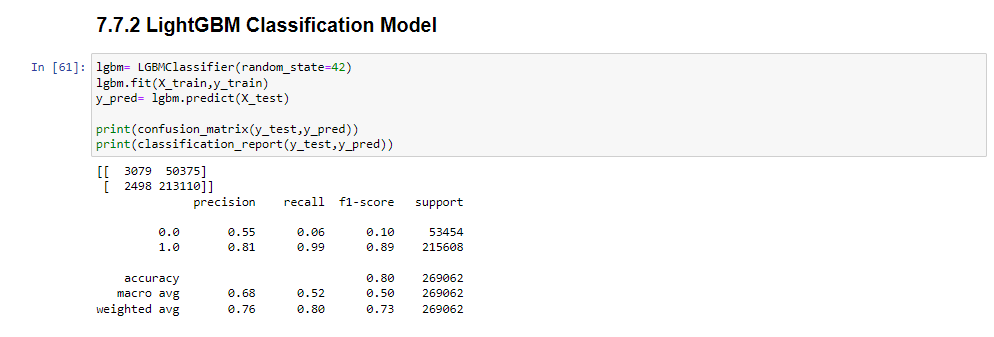 7.7.2 LightGBM Classification Model
In [61]: lgbm= LGBMClassifier(random_state=42)
lgbm.fit(X_train,y_train)
y_pred= lgbm.predict(X_test)
print(confusion_matrix(y_test,y_pred))
print(classification_report(y_test,y_pred))
[[  3079  50375]
 [  2498 213110]]
              precision    recall  f1-score   support
         0.0       0.55      0.06      0.10     53454
         1.0       0.81      0.99      0.89    215608
    accuracy                           0.80    269062
   macro avg       0.68      0.52      0.50    269062
weighted avg       0.76      0.80      0.73    269062